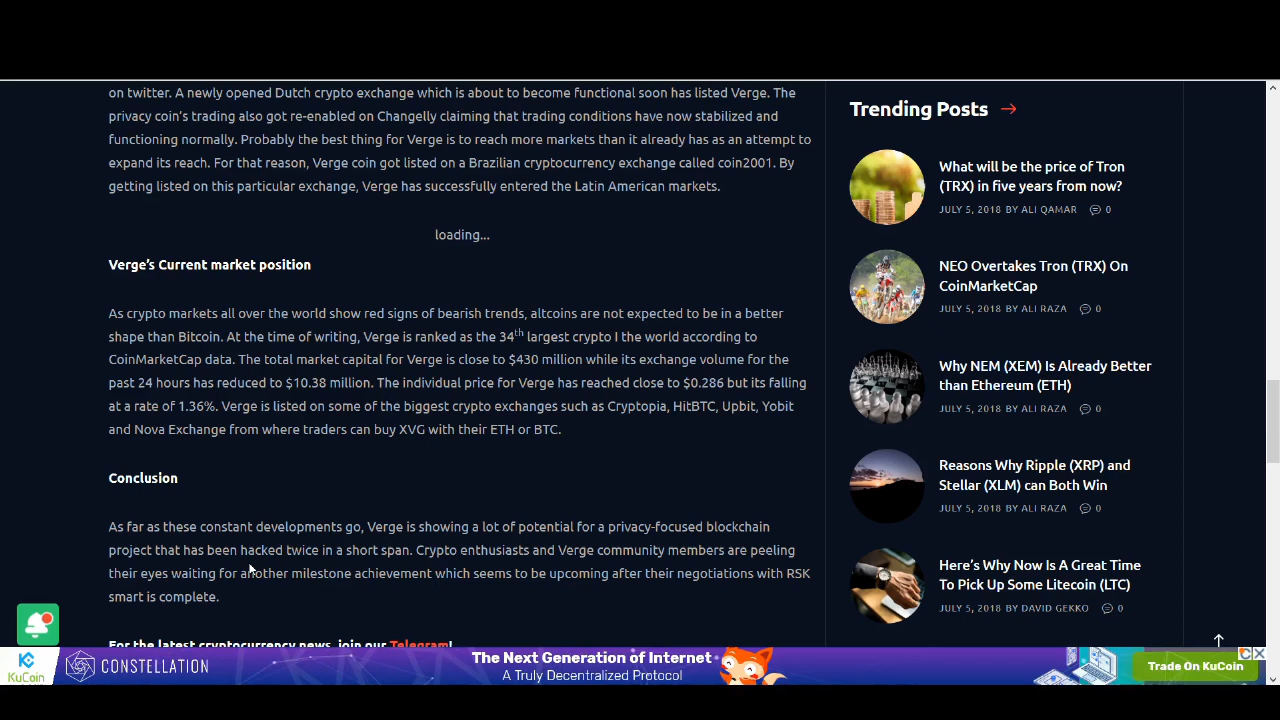 on twitter. A newly opened Dutch crypto exchange which is about to become functional soon has listed Verge. The
privacy coin's trading also got re-enabled on Changelly claiming that trading conditions have now stabilized and
functioning normally. Probably the best thing for Verge is to reach more markets than it already has as an attempt to
expand its reach. For that reason, Verge coin got listed on a Brazilian cryptocurrency exchange called coin2001. By
getting listed on this particular exchange, Verge has successfully entered the Latin American markets.
loading...
Verge's Current market position
As crypto markets all over the world show red signs of bearish trends, altcoins are not expected to be in a better
shape than Bitcoin. At the time of writing, Verge is ranked as the 34th largest crypto I the world according to
CoinMarketCap data. The total market capital for Verge is close to $430 million while its exchange volume for the
past 24 hours has reduced to $10.38 million. The individual price for Verge has reached close to $0.286 but its falling
at a rate of 1.36%. Verge is listed on some of the biggest crypto exchanges such as Cryptopia, HitBTC, Upbit, Yobit
and Nova Exchange from where traders can buy XVG with their ETH or BTC.
Conclusion
As far as these constant developments go, Verge is showing a lot of potential for a privacy-focused blockchain
project that has been hacked twice in a short span. Crypto enthusiasts and Verge community members are peeling
their eyes waiting for another milestone achievement which seems to be upcoming after their negotiations with RSK
smart is complete.
For the latest cryptocurrency news, join our Telegram!
Trending Posts
What will be the price of Tron
(TRX) in five years from now?
JULY 5, 2018 BY ALI QAMAR 0
NEO Overtakes Tron (TRX) On
CoinMarketCap
JULY 5, 2018 BY ALI RAZA 0
Why NEM (XEM) Is Already Better
than Ethereum (ETH)
JULY 5, 2018 BY ALI RAZA 0
Reasons Why Ripple (XRP) and
Stellar (XLM) can Both Win
JULY 5, 2018 BY ALI RAZA 0
Here's Why Now Is A Great Time
To Pick Up Some Litecoin (LTC)
JULY 5, 2018 BY DAVID GEKKO 0
KuCoin
CONSTELLATION
The Next Generation of Internet
A Truly Decentralized Protocol
Trade On KuCoin